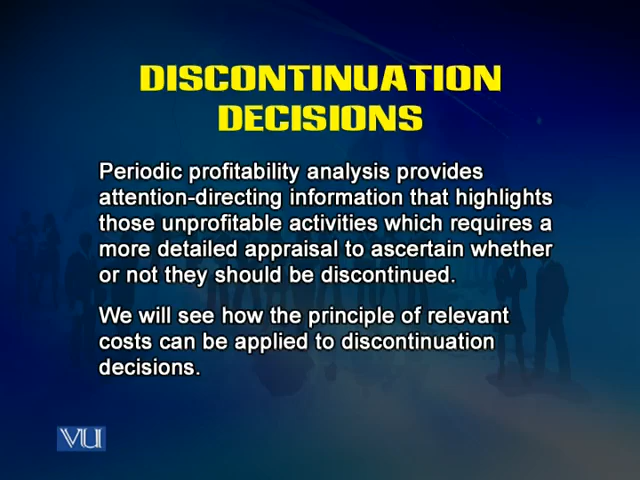 DISCONTINUATION
DECISIONS
Periodic profitability analysis provides
attention-directing information that highlights
those unprofitable activities which requires a
more detailed appraisal to ascertain whether
or not they should be discontinued.
We will see how the principle of relevant
costs can be applied to discontinuation
decisions.
VU